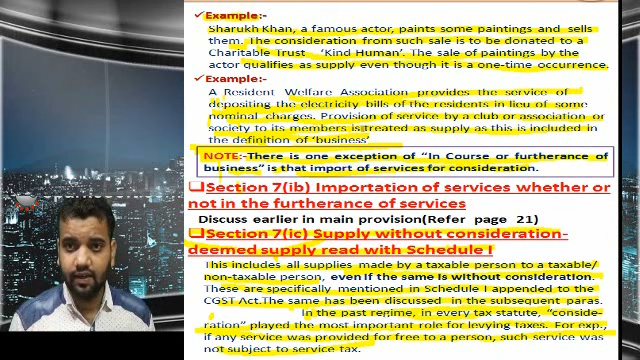 ✓Example:-
Sharukh Khan, a famous actor, paints some paintings and sells
them. The consideration from such sale is to be donated to a
Charitable Trust 'Kind Human'. The sale of paintings by the
actor qualifies as supply even though it is a one-time occurrence.
✓Example:-
A Resident Welfare Association provides the service of
depositing the electricity bills of the residents in lieu of some
nominal charges. Provision of service by a club or association or
society to its members istreated as supply as this is included in
the definition of 'business'
NOTE:- There is one exception of "In Course or furtherance of
business" is that import of services for consideration.
❑Section 7(ib) Importation of services whether or
not in the furtherance of services
Discuss earlier in main provision(Refer page 21)
❑Section 7(ic) Supply without consideration-
deemed supply read with Schedule I
This includes all supplies made by a taxable person to a taxable/
non-taxable person, even if the same is without consideration.
These are specifically mentioned in Schedule I appended to the
CGST Act.The same has been discussed in the subsequent paras.
In the past regime, in every tax statute, "conside-
ration" played the most important role for levying taxes. For exp.,
if any service was provided for free to a person, such service was
not subject to service tax.